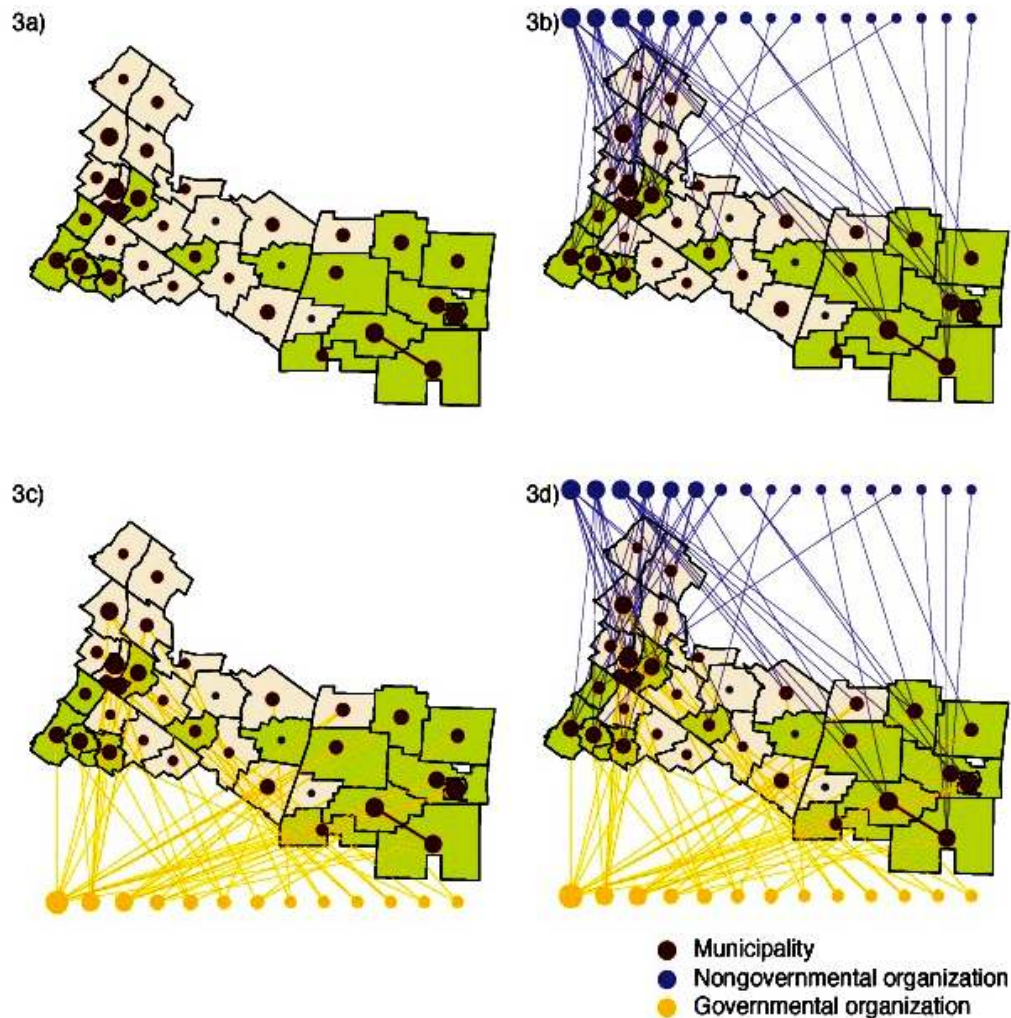 3a)
3b)
3c)
3d)
Municipality
Nongovernmental organization
Governmental organization